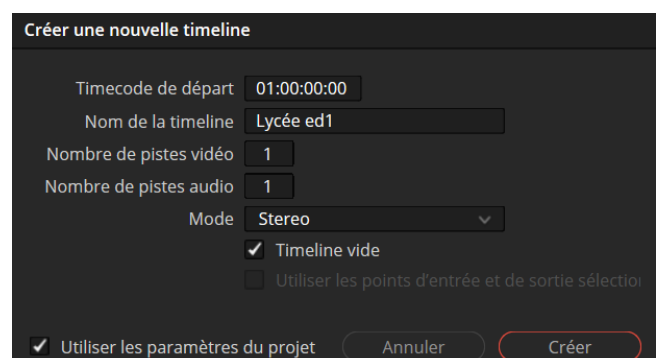 Créer une nouvelle timeline
Timecode de départ 01:00:00:00
Nom de la timeline Lycée ed1
Nombre de pistes vidéo 1
Nombre de pistes audio 1
Mode Stereo
Timeline vide
Utiliser les points d'entrée et de sortie
Utiliser les paramètres du projet Annuler Créer